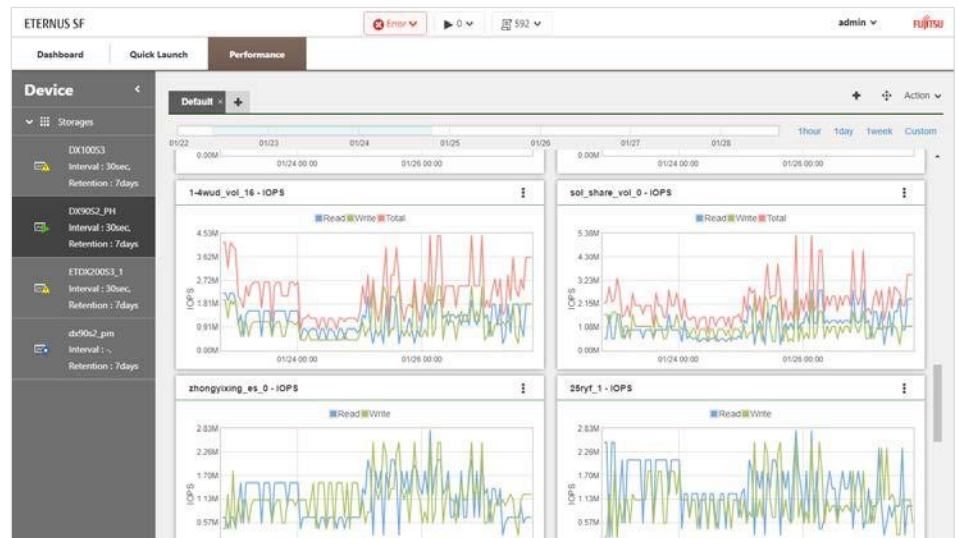 ETERNUS SF
Error
0
592
admin
FUJITSU
Dashboard
Quick Launch
Performance
Device
Storages
DX100S3
Interval : 30sec,
Retention : 7days
DX90S2_PH
Interval : 30sec,
Retention : 7days
ETDX200S3_1
Interval : 30sec,
Retention : 7days
dx90s2_pm
Interval : -,
Retention : 7days
Default ×
Action
01/22 01/23 01/24 01/25 01/26 01/27 01/28
1hour 1day 1week Custom
0.00M
01/24 00:00 01/26 00:00
0.00M
01/24 00:00 01/26 00:00
1-4wud_vol_16 - IOPS
Read Write Total
4.53M
3.62M
2.72M
1.81M
0.91M
0.00M
IOPS
01/24 00:00 01/26 00:00
sol_share_vol_0 - IOPS
Read Write Total
5.38M
4.30M
3.23M
2.15M
1.08M
0.00M
IOPS
01/24 00:00 01/26 00:00
zhongyixing_es_0 - IOPS
Read Write
2.83M
2.26M
1.70M
1.13M
0.57M
IOPS
25ryf_1 - IOPS
Read Write
2.83M
2.26M
1.70M
1.13M
0.57M
IOPS